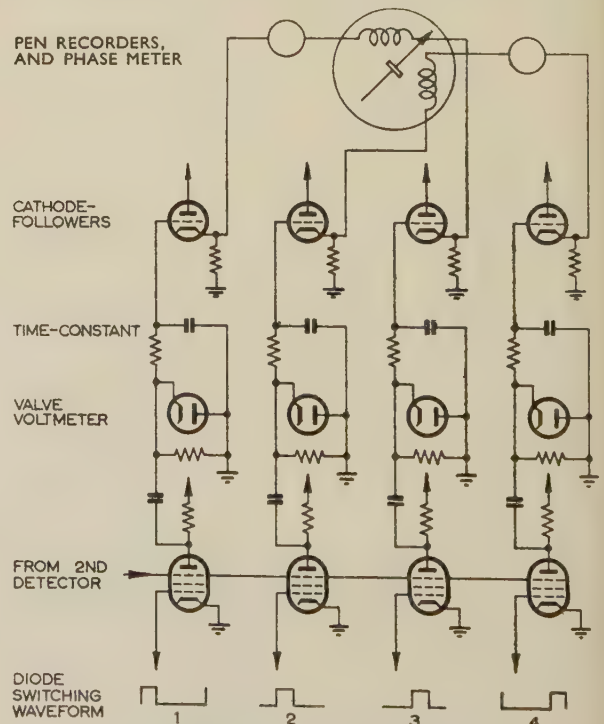 PEN RECORDERS,
AND PHASE METER
CATHODE-
FOLLOWERS
TIME-CONSTANT
VALVE
VOLTMETER
FROM 2ND
DETECTOR
DIODE
SWITCHING
WAVEFORM
1 2 3 4